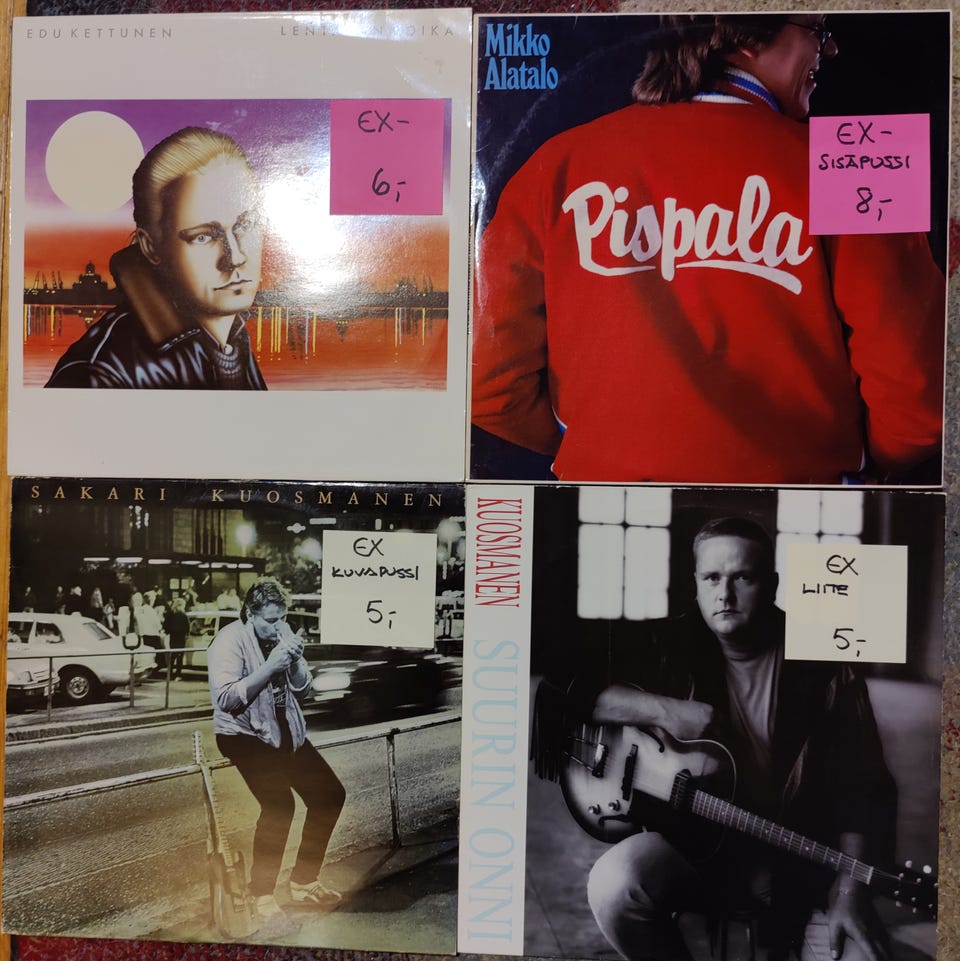 EDU KETTUNEN
EX-
6,-
Mikko
Alatalo
Pispala
EX-
SISÄPUSSI
8,-
SAKARI KUOSMANEN
EX
KUVAPUSSI
5,-
KUOSMANEN
SUURIN ONNI
EX
LIITE
5,-